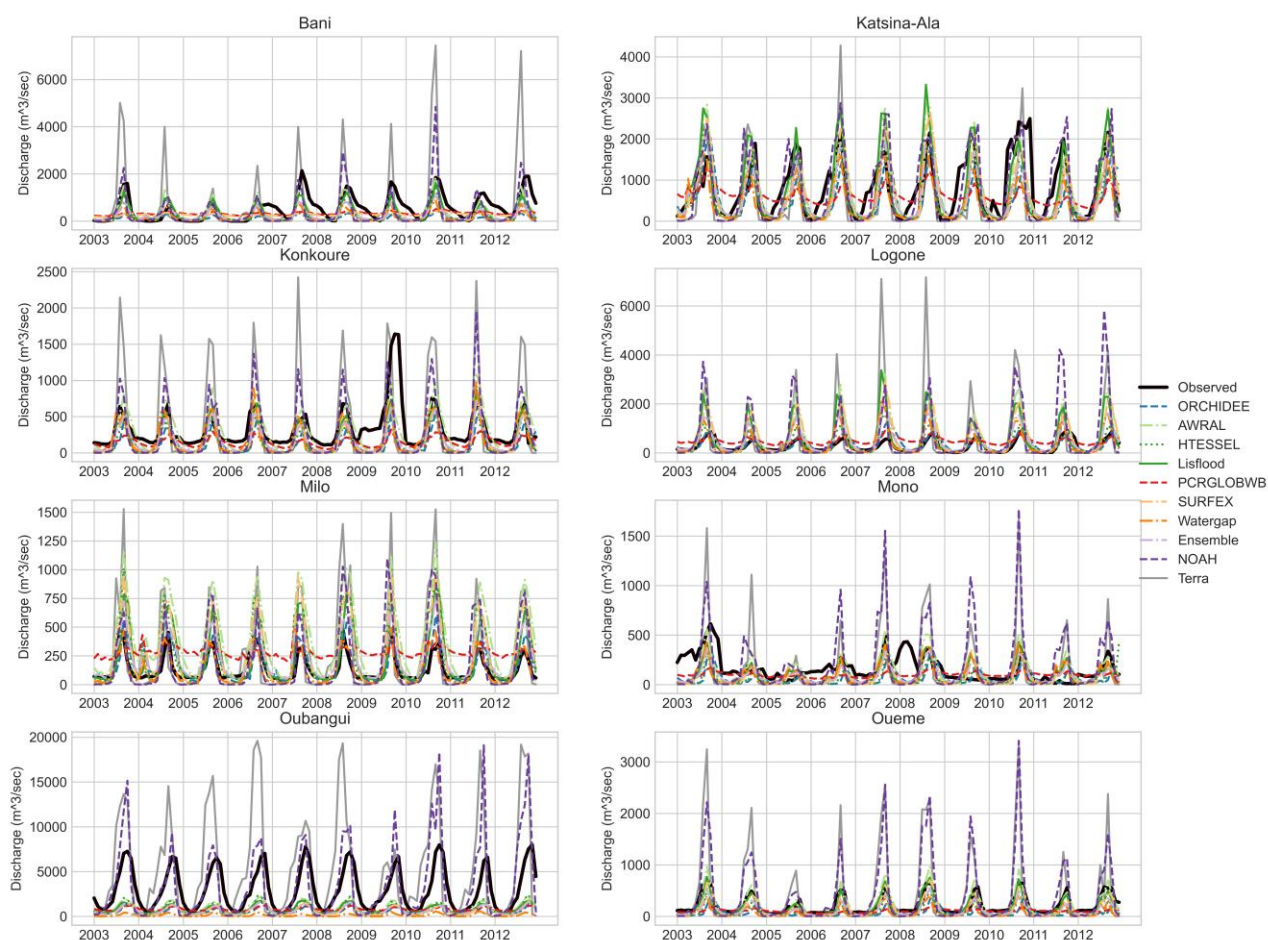 Bani
Discharge (m^3/sec)
6000
4000
2000
0
2003 2004 2005 2006 2007 2008 2009 2010 2011 2012
Katsina-Ala
Discharge (m^3/sec)
4000
3000
2000
1000
0
2003 2004 2005 2006 2007 2008 2009 2010 2011 2012
Konkoure
Discharge (m^3/sec)
2500
2000
1500
1000
500
0
2003 2004 2005 2006 2007 2008 2009 2010 2011 2012
Logone
Discharge (m^3/sec)
6000
4000
2000
0
2003 2004 2005 2006 2007 2008 2009 2010 2011 2012
Milo
Discharge (m^3/sec)
1500
1250
1000
750
500
250
0
2003 2004 2005 2006 2007 2008 2009 2010 2011 2012
Mono
Discharge (m^3/sec)
1500
1000
500
0
2003 2004 2005 2006 2007 2008 2009 2010 2011 2012
Oubangui
Discharge (m^3/sec)
20000
15000
10000
5000
0
2003 2004 2005 2006 2007 2008 2009 2010 2011 2012
Oueme
Discharge (m^3/sec)
3000
2000
1000
0
2003 2004 2005 2006 2007 2008 2009 2010 2011 2012
Observed
ORCHIDEE
AWRAL
HTESSEL
Lisflood
PCRGLOBWB
SURFEX
Watergap
Ensemble
NOAH
Terra